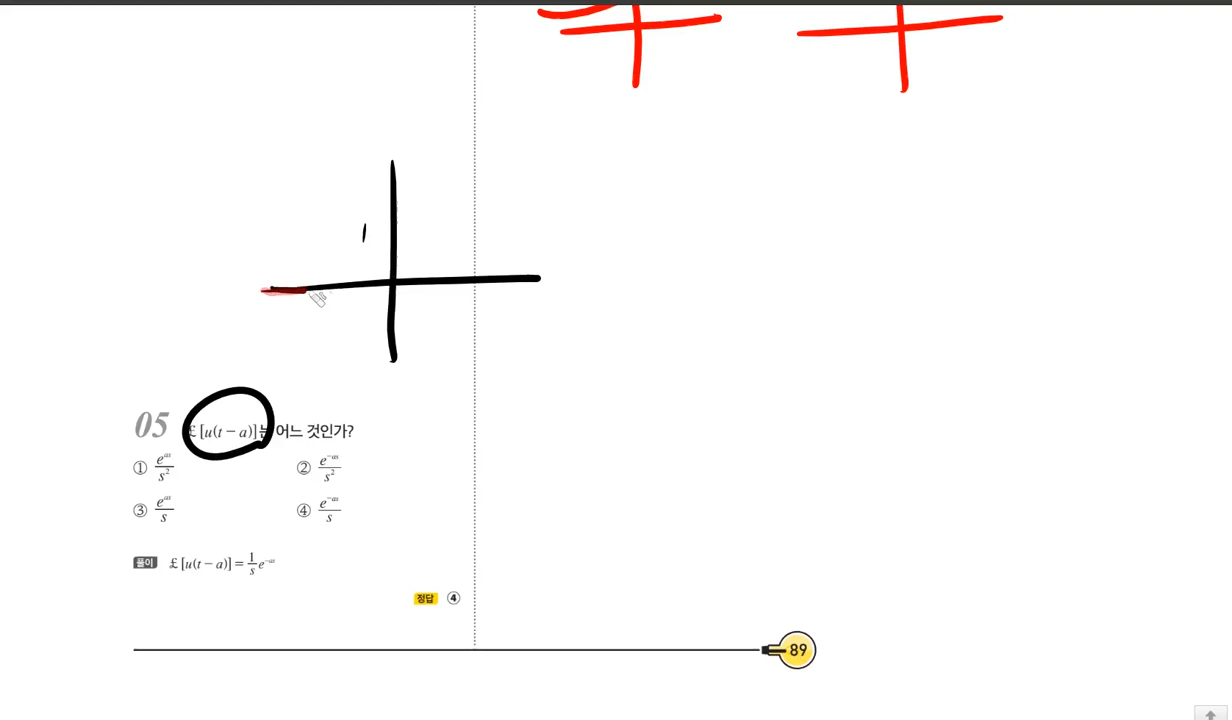 05 £[u(t − a)]는 어느 것인가?
① e^{as}/s^2 ② e^{-as}/s^2
③ e^{as}/s ④ e^{-as}/s
풀이 £[u(t − a)] = 1/s e^{-as}
정답 ④
89